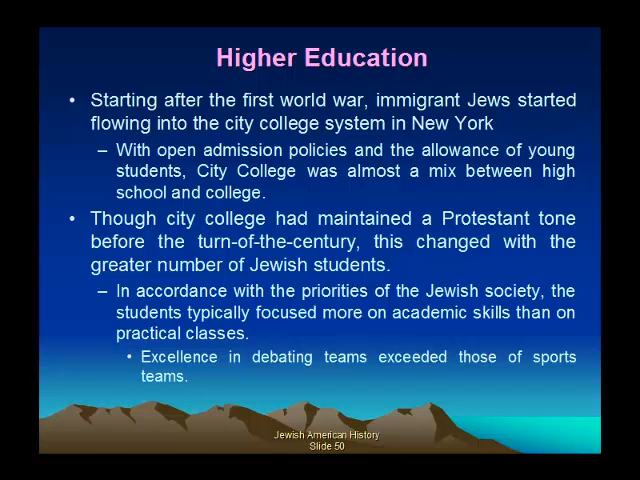 Higher Education
• Starting after the first world war, immigrant Jews started
flowing into the city college system in New York
– With open admission policies and the allowance of young
students, City College was almost a mix between high
school and college.
• Though city college had maintained a Protestant tone
before the turn-of-the-century, this changed with the
greater number of Jewish students.
– In accordance with the priorities of the Jewish society, the
students typically focused more on academic skills than on
practical classes.
• Excellence in debating teams exceeded those of sports
teams.
Jewish American History
Slide 50